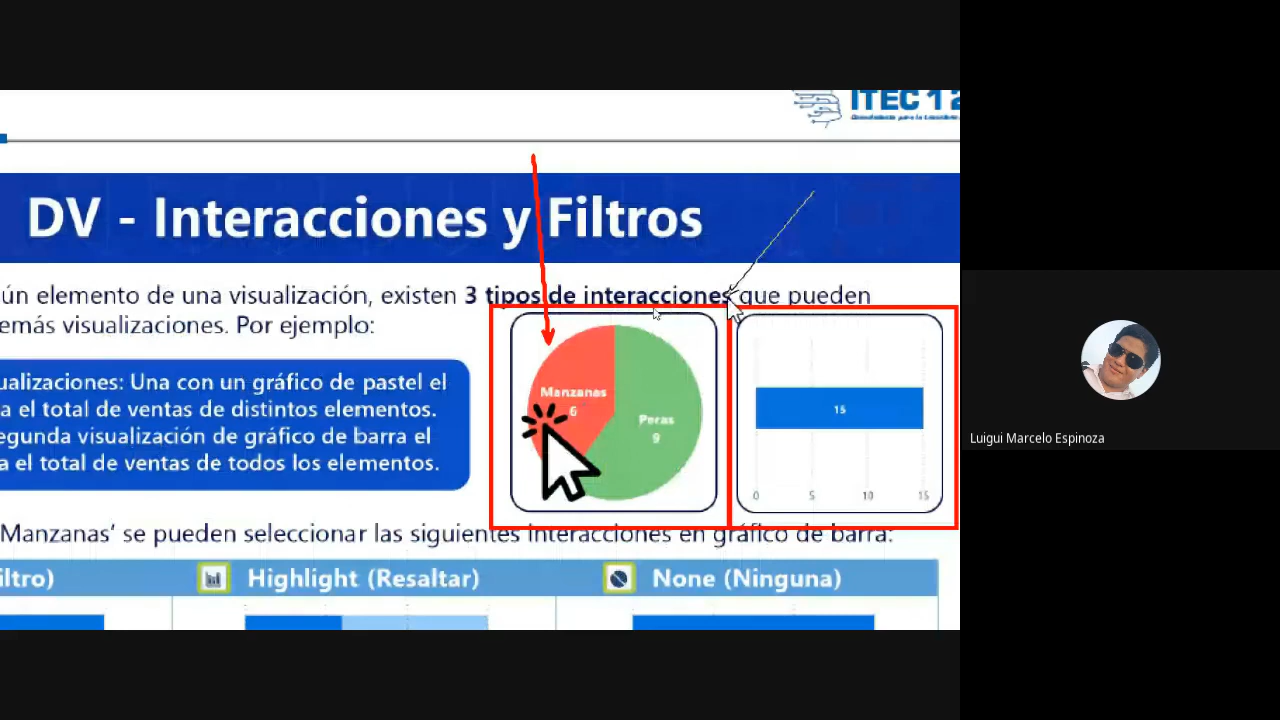 ITEC 12
DV - Interacciones y Filtros
ún elemento de una visualización, existen 3 tipos de interacciones que pueden
emás visualizaciones. Por ejemplo:
ualizaciones: Una con un gráfico de pastel el
a el total de ventas de distintos elementos.
egunda visualización de gráfico de barra el
a el total de ventas de todos los elementos.
Manzanas
6
Peras
9
15
0 5 10 15
Manzanas' se pueden seleccionar las siguientes interacciones en gráfico de barra:
iltro) Highlight (Resaltar) None (Ninguna)
Luigui Marcelo Espinoza